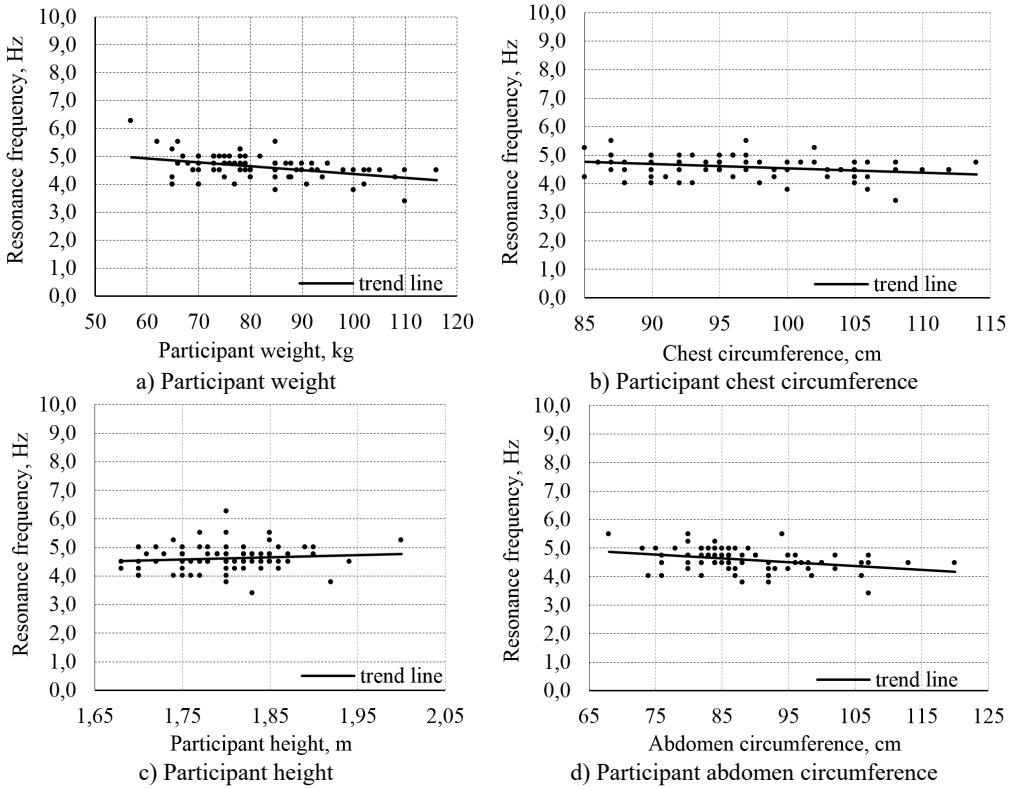 10,0
9,0
8,0
7,0
6,0
5,0
4,0
3,0
2,0
1,0
0,0
Resonance frequency, Hz
trend line
50 60 70 80 90 100 110 120
Participant weight, kg
a) Participant weight
10,0
9,0
8,0
7,0
6,0
5,0
4,0
3,0
2,0
1,0
0,0
Resonance frequency, Hz
trend line
85 90 95 100 105 110 115
Chest circumference, cm
b) Participant chest circumference
10,0
9,0
8,0
7,0
6,0
5,0
4,0
3,0
2,0
1,0
0,0
Resonance frequency, Hz
trend line
1,65 1,75 1,85 1,95 2,05
Participant height, m
c) Participant height
10,0
9,0
8,0
7,0
6,0
5,0
4,0
3,0
2,0
1,0
0,0
Resonance frequency, Hz
trend line
65 75 85 95 105 115 125
Abdomen circumference, cm
d) Participant abdomen circumference